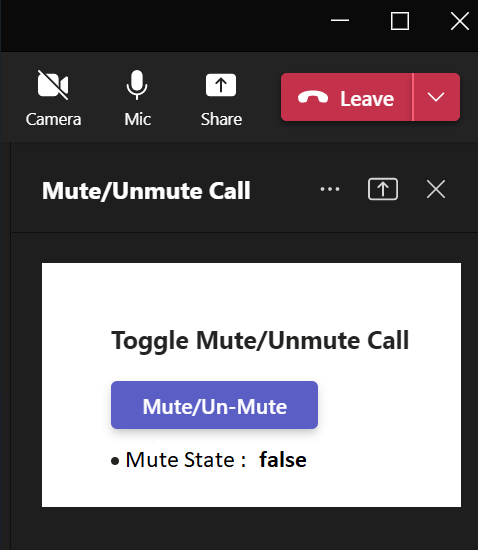 Camera Mic Share Leave
Mute/Unmute Call
Toggle Mute/Unmute Call
Mute/Un-Mute
• Mute State : false